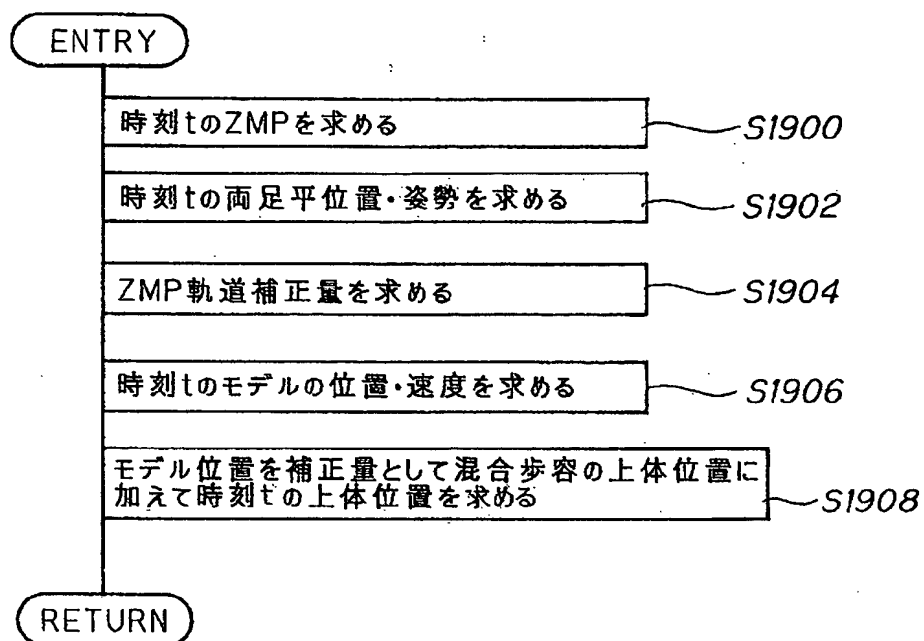 ENTRY
時刻tのZMPを求める
S1900
時刻tの両足平位置・姿勢を求める
S1902
ZMP軌道補正量を求める
S1904
時刻tのモデルの位置・速度を求める
S1906
モデル位置を補正量として混合歩容の上体位置に
加えて時刻tの上体位置を求める
S1908
RETURN